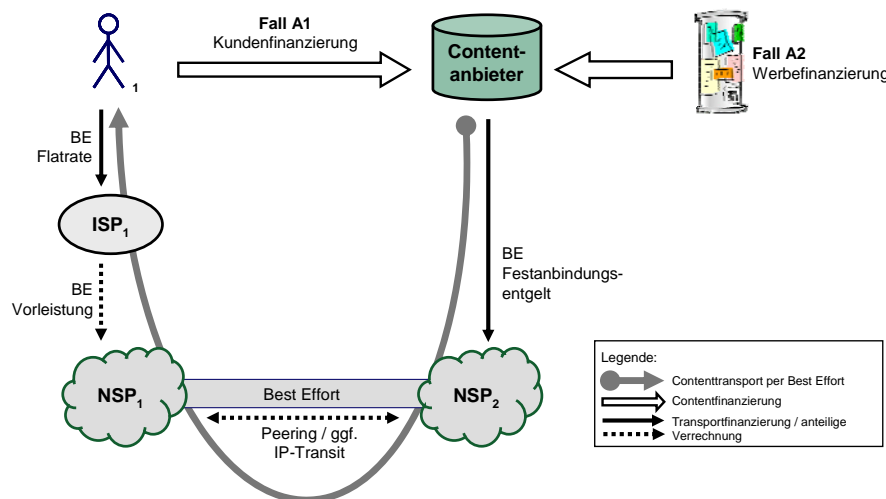 Fall A1
Kundenfinanzierung
Content-
anbieter
Fall A2
Werbefinanzierung
1
BE
Flatrate
ISP1
BE
Vorleistung
BE
Festanbindungs-
entgelt
NSP1
Best Effort
NSP2
Peering / ggf.
IP-Transit
Legende:
Contenttransport per Best Effort
Contentfinanzierung
Transportfinanzierung / anteilige
Verrechnung